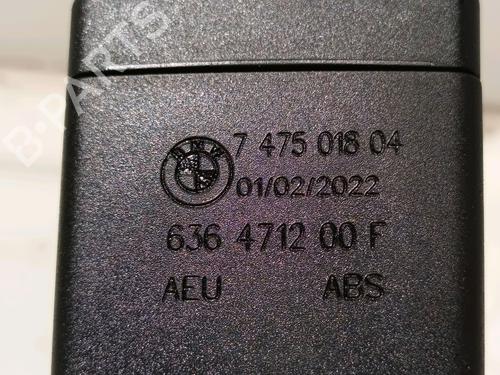 B-PARTS
BMW
7 475 018 04
01/02/2022
636 4712 00 F
AEU ABS